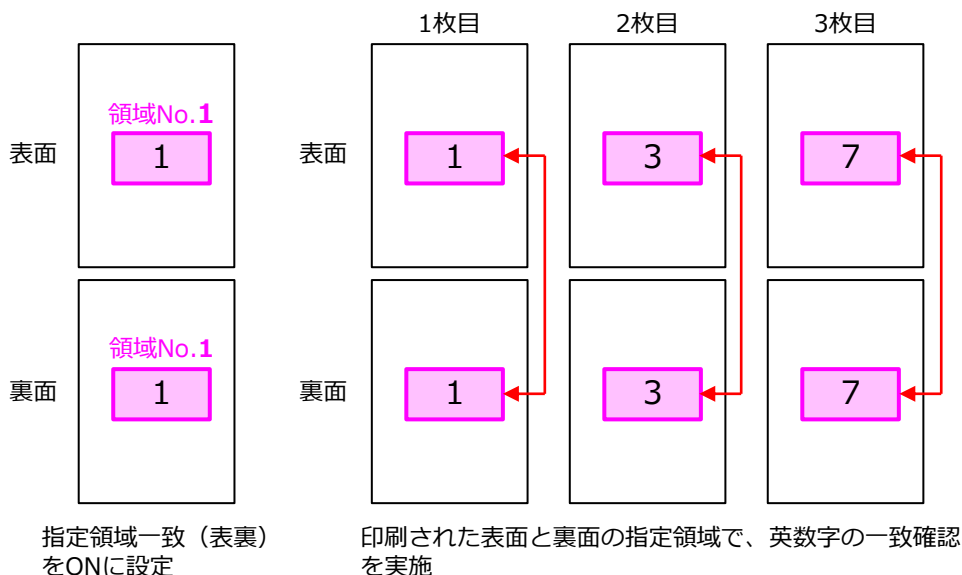 1枚目 2枚目 3枚目
領域No.1
表面 1 表面 1 3 7
領域No.1
裏面 1 裏面 1 3 7
指定領域一致（表裏）
をONに設定
印刷された表面と裏面の指定領域で、英数字の一致確認
を実施